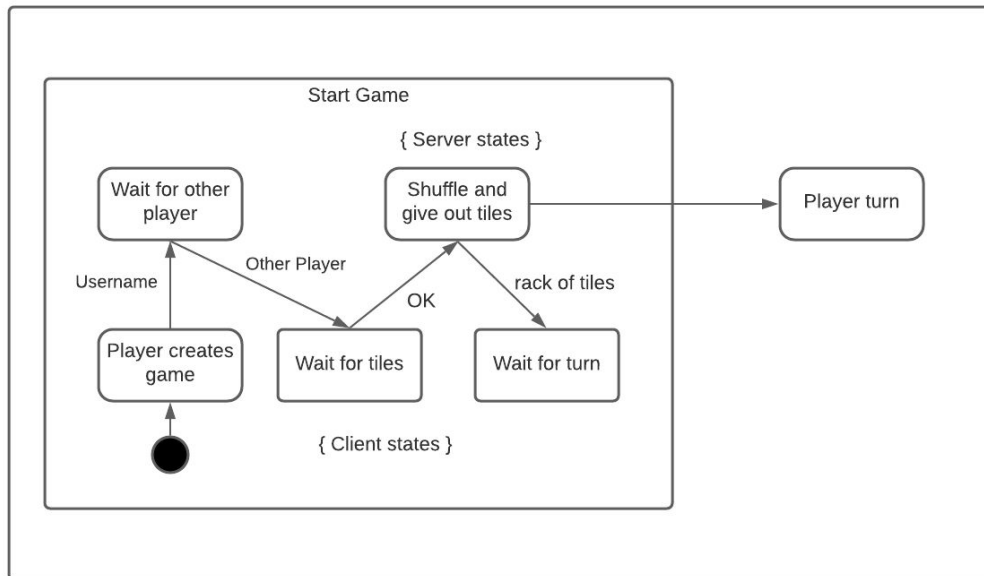 Start Game
{ Server states }
Wait for other
player
Shuffle and
give out tiles
Player turn
Username
Other Player
OK
rack of tiles
Player creates
game
Wait for tiles
Wait for turn
{ Client states }